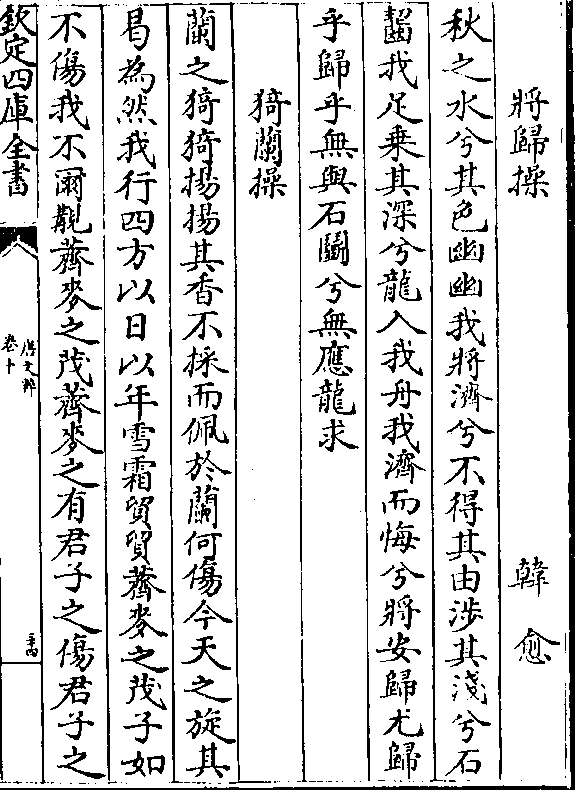 將歸操 韓愈
秋之水兮其色幽幽我將濟兮不得其由涉其淺兮石
齧我足乗其深兮龍入我舟我濟而悔兮將安歸尤歸
乎歸乎無與石鬭兮無應龍求
猗蘭操
蘭之猗猗揚揚其香不採而佩於蘭何傷今天之旋其
曷為然我行四方以日以年雪霜貿貿薺麥之茂子如
不傷我不爾覯薺麥之茂薺麥之有君子之傷君子之
欽定四庫全書
唐文粹
卷十